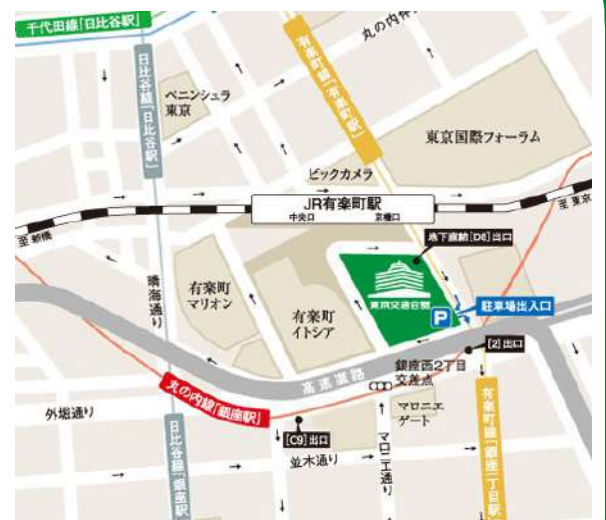 千代田線「日比谷駅」
日比谷線「日比谷駅」
ペニンシュラ
東京
有楽町線「有楽町駅」
丸の内仲
東京国際フォーラム
ビックカメラ
JR有楽町駅
中央口
京橋口
至 新橋
至 東京
地下直結[D8]出口
晴海通り
有楽町
マリオン
有楽町
イトシア
東京交通会館
P
駐車場出入口
[2]出口
高速道路
銀座西2丁目
交差点
丸の内線「銀座駅」
外堀通り
マロニエ
ゲート
[C9]出口
並木通り
マロニエ通り
日比谷線「銀座駅」
有楽町線「銀座一丁目駅」